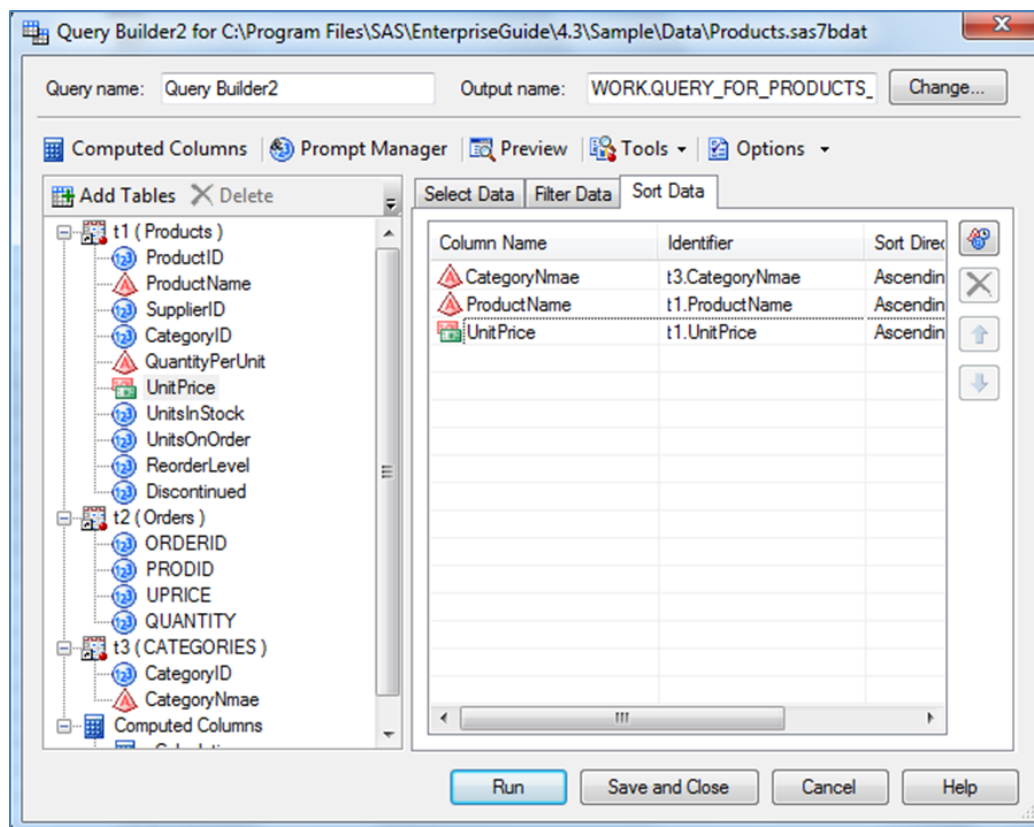 Query Builder2 for C:\Program Files\SAS\EnterpriseGuide\4.3\Sample\Data\Products.sas7bdat
Query name: Query Builder2 Output name: WORK.QUERY_FOR_PRODUCTS_ Change...
Computed Columns Prompt Manager Preview Tools Options
Add Tables Delete
Select Data Filter Data Sort Data
t1 ( Products )
ProductID
ProductName
SupplierID
CategoryID
QuantityPerUnit
UnitPrice
UnitsInStock
UnitsOnOrder
ReorderLevel
Discontinued
t2 ( Orders )
ORDERID
PRODID
UPRICE
QUANTITY
t3 ( CATEGORIES )
CategoryID
CategoryNmae
Computed Columns
Column Name Identifier Sort Direc
CategoryNmae t3.CategoryNmae Ascendin
ProductName t1.ProductName Ascendin
UnitPrice t1.UnitPrice Ascendin
Run Save and Close Cancel Help